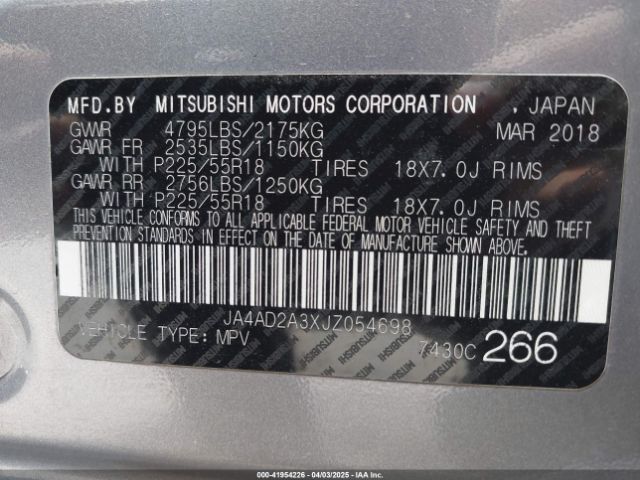 MFD.BY MITSUBISHI MOTORS CORPORATION . JAPAN
GVWR 4795LBS/2175KG MAR 2018
GAWR FR 2535LBS/1150KG
WITH P225/55R18 TIRES 18X7.0J RIMS
GAWR RR 2756LBS/1250KG
WITH P225/55R18 TIRES 18X7.0J RIMS
THIS VEHICLE CONFORMS TO ALL APPLICABLE FEDERAL MOTOR VEHICLE SAFETY AND THEFT
PREVENTION STANDARDS IN EFFECT ON THE DATE OF MANUFACTURE SHOWN ABOVE.
JA4AD2A3XJZ054698
VEHICLE TYPE: MPV 7430C 266
000-41954226 - 04/03/2025 - COPYRIGHT IAA, LLC.